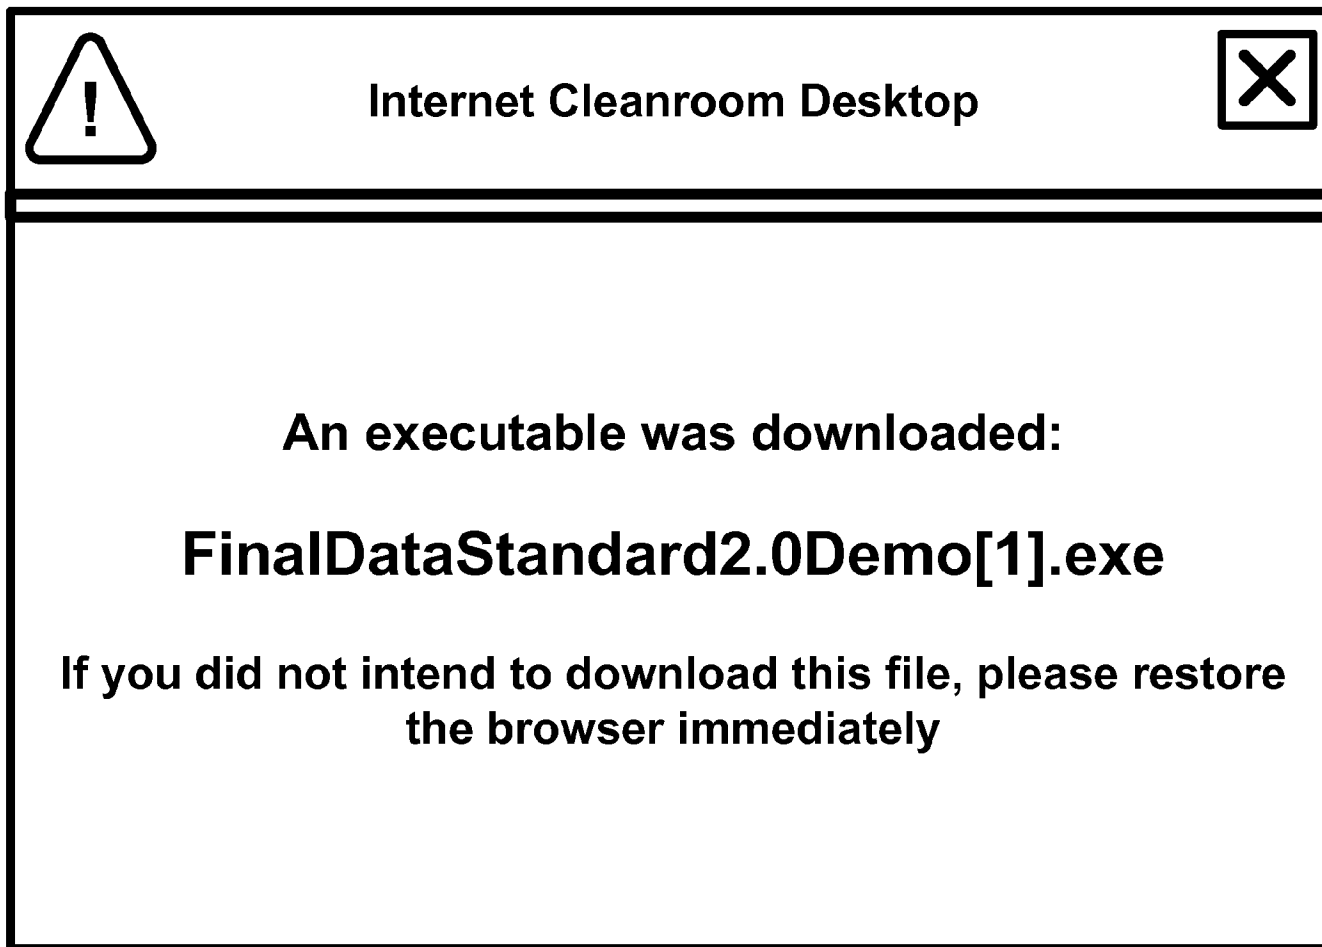 !
Internet Cleanroom Desktop
An executable was downloaded:
FinalDataStandard2.0Demo[1].exe
If you did not intend to download this file, please restore
the browser immediately